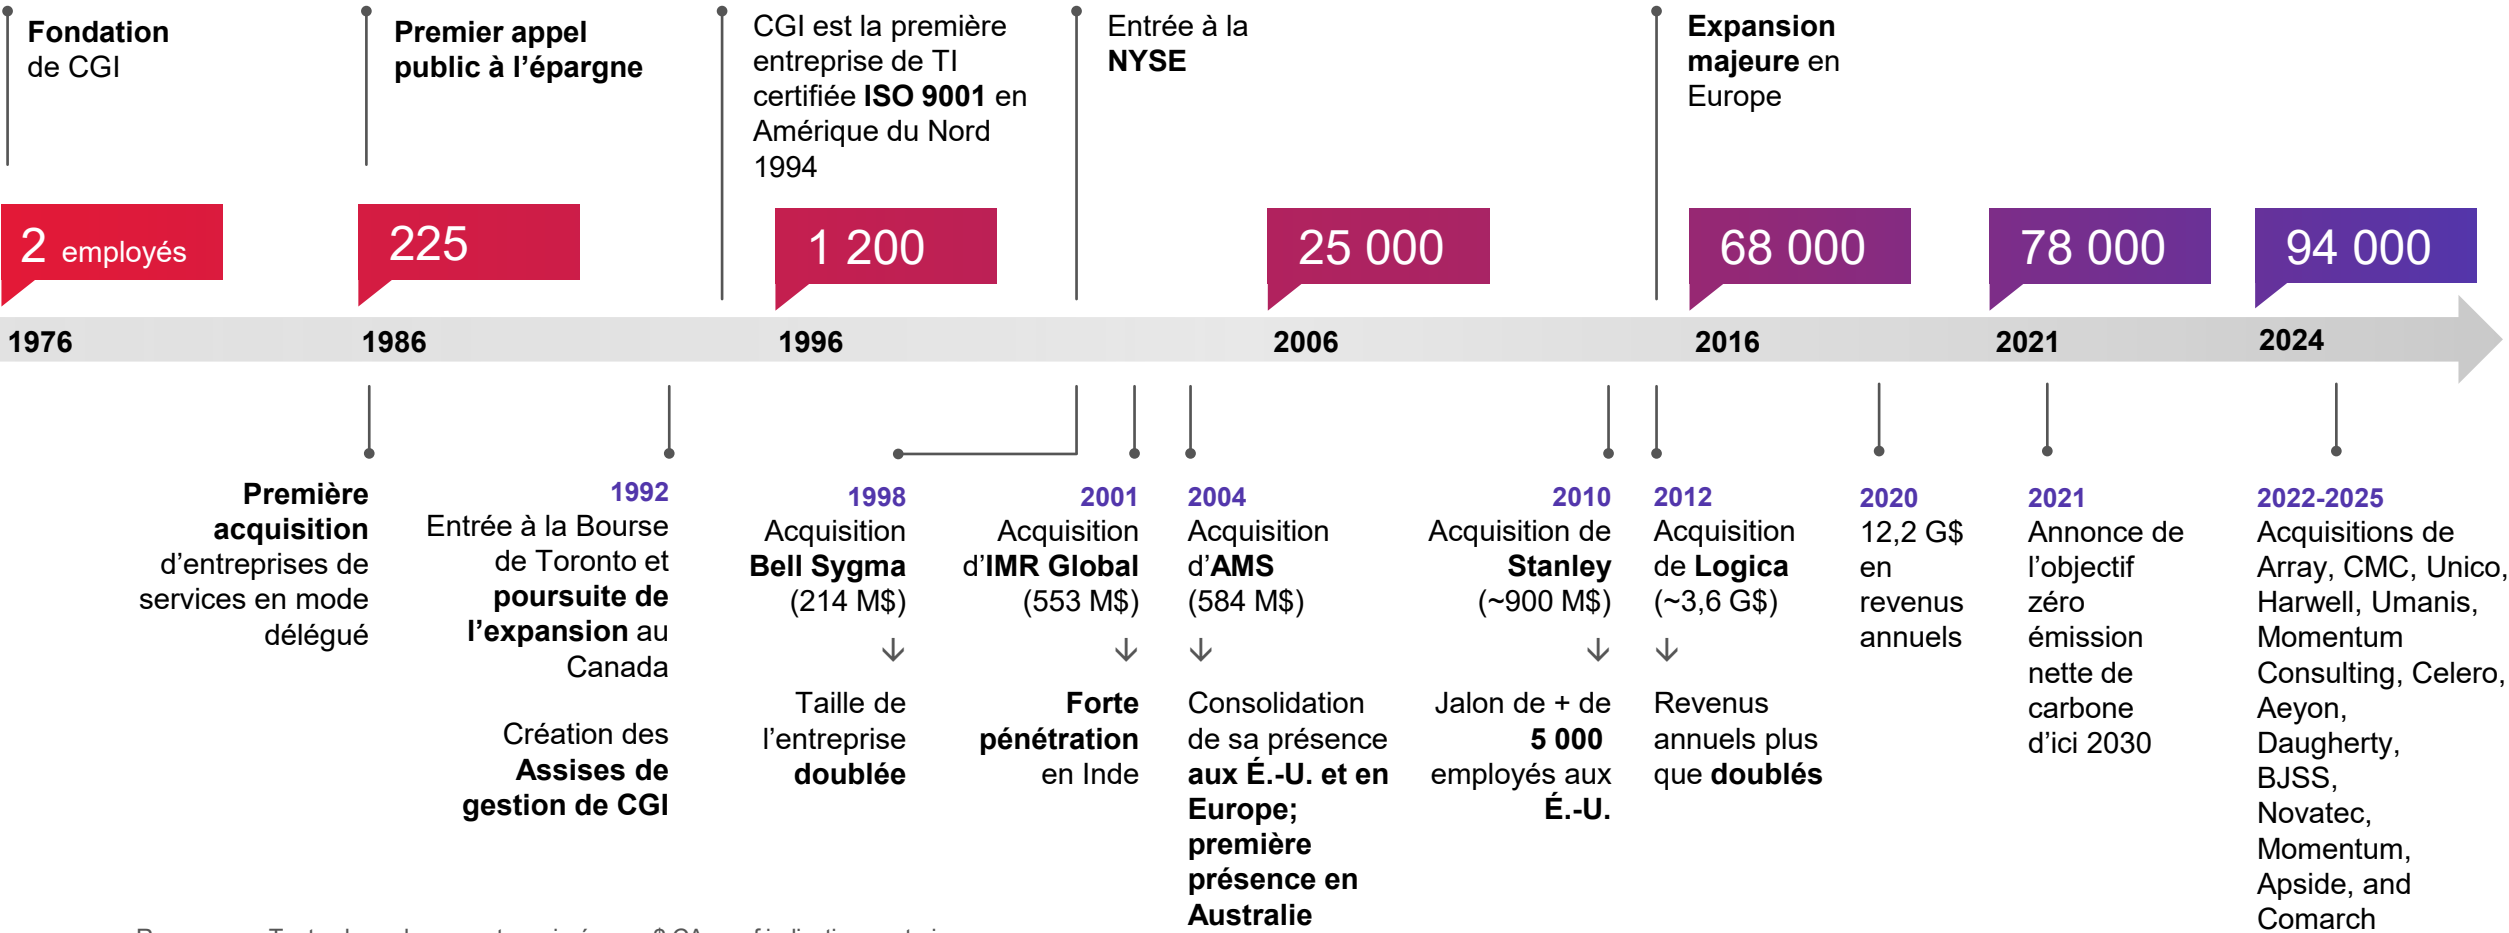 Fondation
de CGI
Premier appel
public à l’épargne
CGI est la première
entreprise de TI
certifiée ISO 9001 en
Amérique du Nord
1994
Entrée à la
NYSE
Expansion
majeure en
Europe
2 employés
225
1 200
25 000
68 000
78 000
94 000
1976
1986
1996
2006
2016
2021
2024
Première
acquisition
d’entreprises de
services en mode
délégué
1992
Entrée à la Bourse
de Toronto et
poursuite de
l’expansion au
Canada
Création des
Assises de
gestion de CGI
1998
Acquisition
Bell Sygma
(214 M$)
Taille de
l’entreprise
doublée
2001
Acquisition
d’IMR Global
(553 M$)
Forte
pénétration
en Inde
2004
Acquisition
d’AMS
(584 M$)
Consolidation
de sa présence
aux É.-U. et en
Europe;
première
présence en
Australie
2010
Acquisition de
Stanley
(~900 M$)
Jalon de + de
5 000
employés aux
É.-U.
2012
Acquisition
de Logica
(~3,6 G$)
Revenus
annuels plus
que doublés
2020
12,2 G$
en
revenus
annuels
2021
Annonce de
l’objectif
zéro
émission
nette de
carbone
d’ici 2030
2022-2025
Acquisitions de
Array, CMC, Unico,
Harwell, Umanis,
Momentum
Consulting, Celero,
Aeyon,
Daugherty,
BJSS,
Novatec,
Momentum,
Apside, and
Comarch